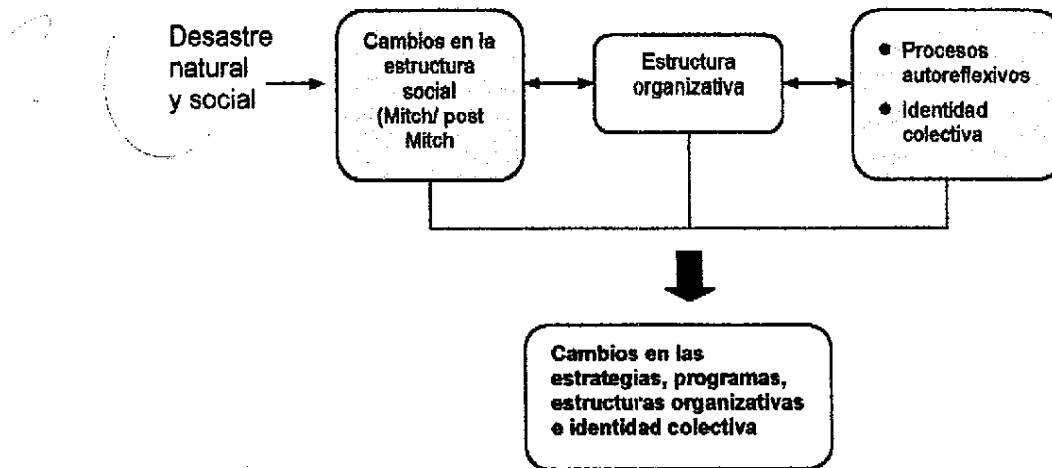 Desastre
natural
y social
Cambios en la
estructura
social
(Mitch/ post
Mitch
Estructura
organizativa
● Procesos
autoreflexivos
● Identidad
colectiva
Cambios en las
estrategias, programas,
estructuras organizativas
e identidad colectiva